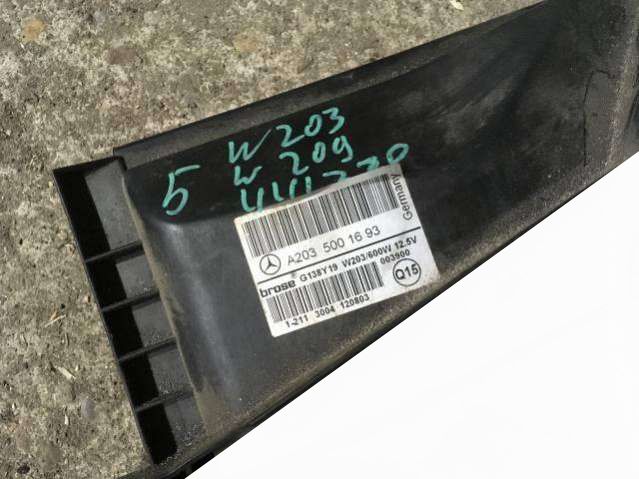 5 W203
W209
A203 500 16 93
Germany
brose G138Y19 W203/600W 12.5V
003900
Q15
1-211 3004 120803